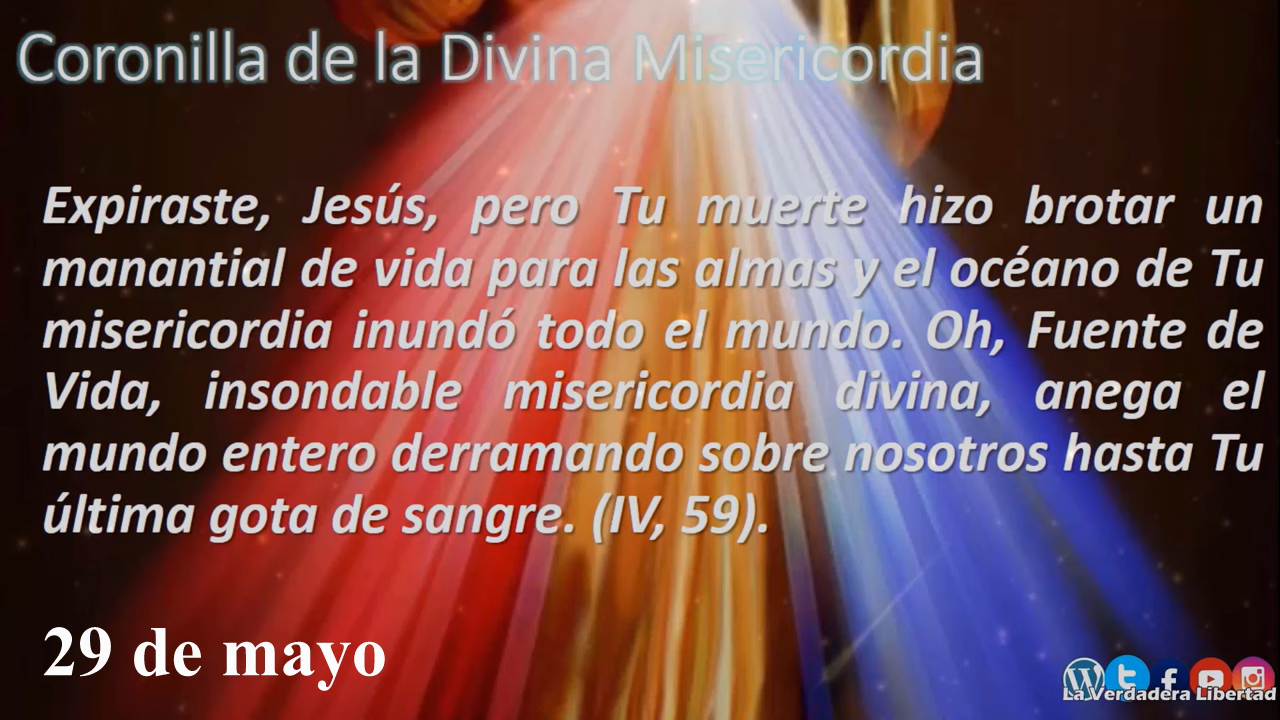 Coronilla de la Divina Misericordia
Expiraste, Jesús, pero Tu muerte hizo brotar un
manantial de vida para las almas y el océano de Tu
misericordia inundó todo el mundo. Oh, Fuente de
Vida, insondable misericordia divina, anega el
mundo entero derramando sobre nosotros hasta Tu
última gota de sangre. (IV, 59).
29 de mayo
La Verdadera Libertad